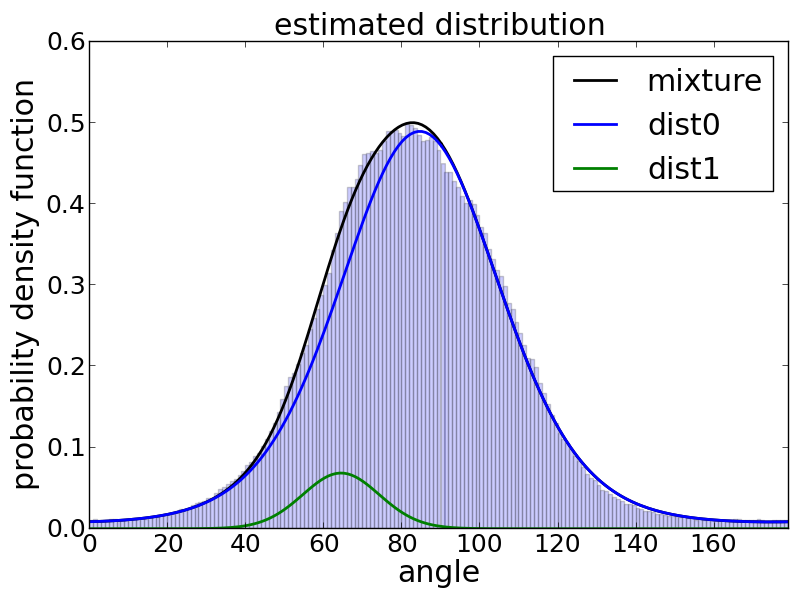 estimated distribution
probability density function
0.6
0.5
0.4
0.3
0.2
0.1
0.0
mixture
dist0
dist1
0 20 40 60 80 100 120 140 160
angle